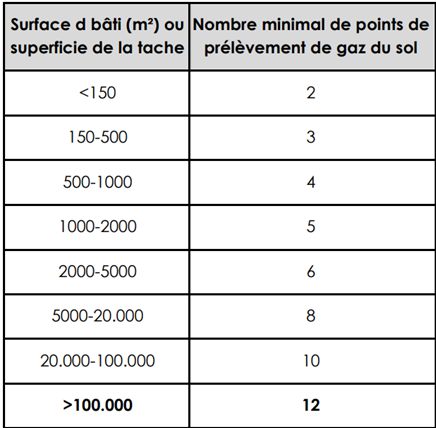 Surface d bâti (m²) ou
superficie de la tache
Nombre minimal de points de
prélèvement de gaz du sol
<150 2
150-500 3
500-1000 4
1000-2000 5
2000-5000 6
5000-20.000 8
20.000-100.000 10
>100.000 12